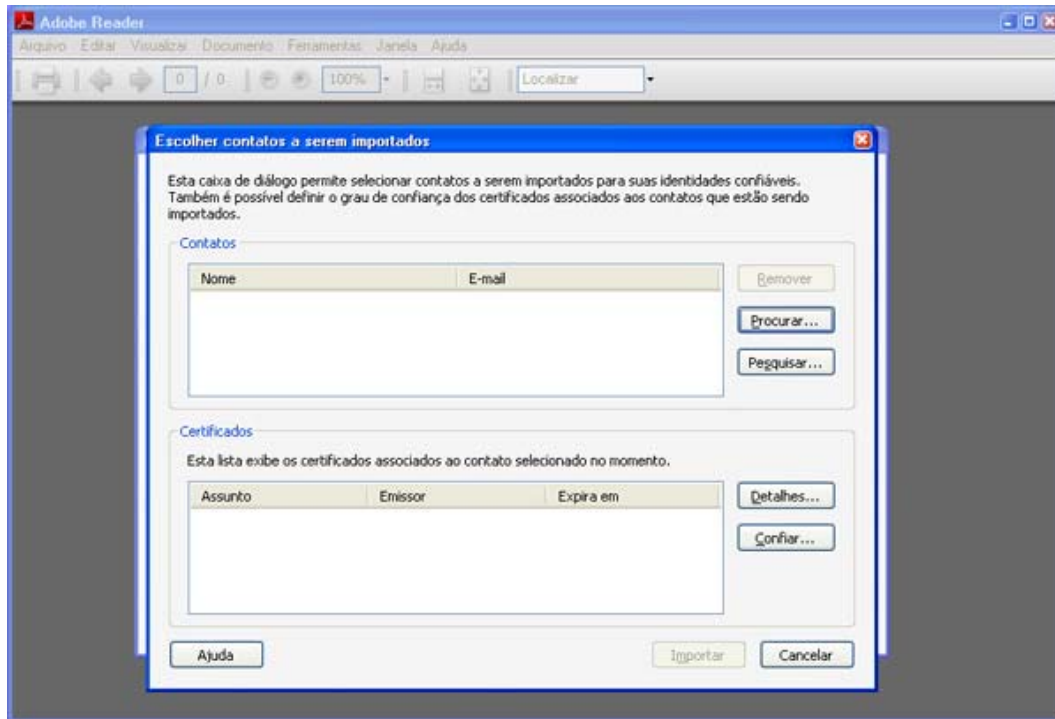 Adobe Reader
Arquivo Editar Visualizar Documento Ferramentas Janela Ajuda
0 / 0 100% Localizar
Escolher contatos a serem importados
Esta caixa de diálogo permite selecionar contatos a serem importados para suas identidades confiáveis.
Também é possível definir o grau de confiança dos certificados associados aos contatos que estão sendo
importados.
Contatos
Nome E-mail
Remover
Procurar...
Pesquisar...
Certificados
Esta lista exibe os certificados associados ao contato selecionado no momento.
Assunto Emissor Expira em
Detalhes...
Confiar...
Ajuda Importar Cancelar